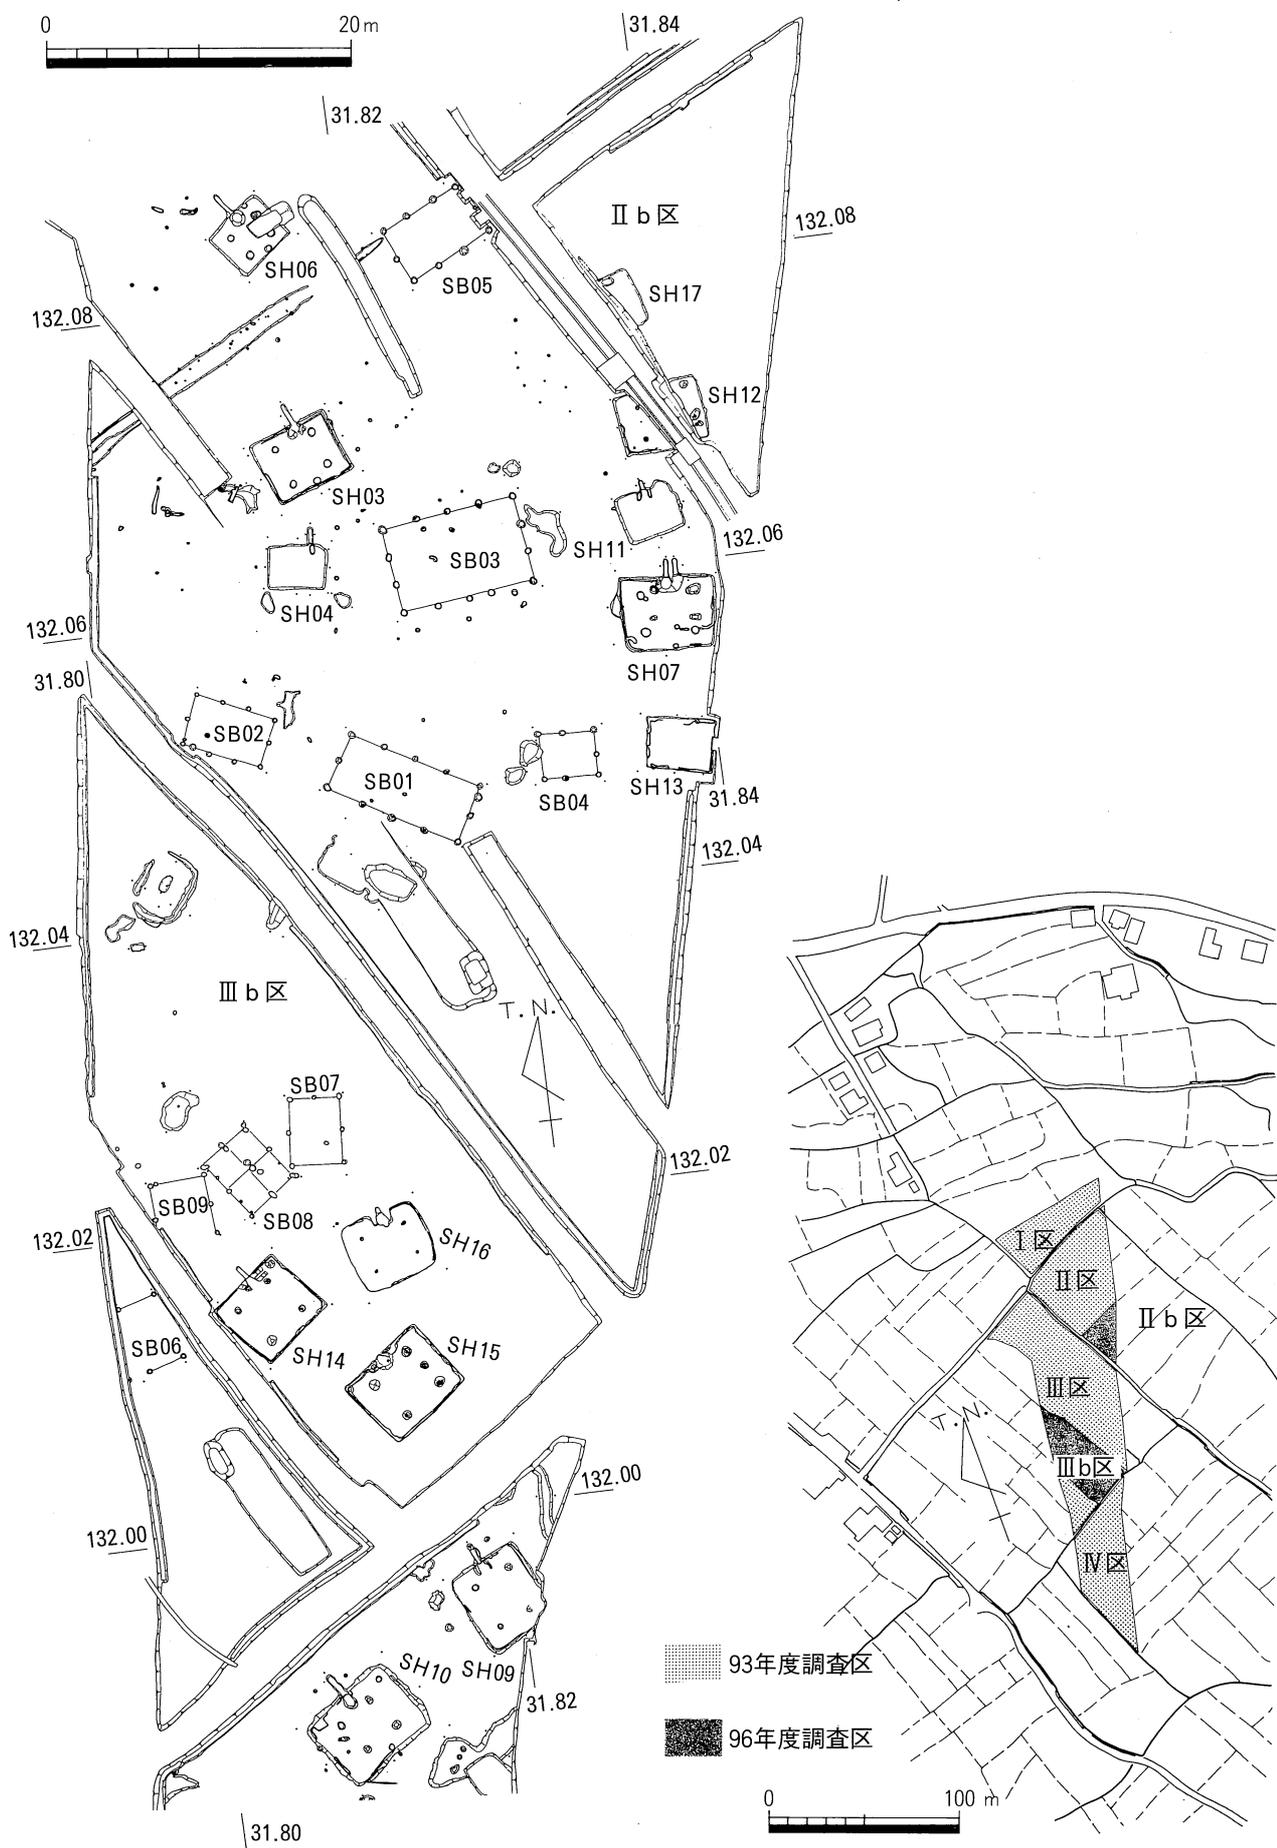 0 20m
31.84
31.82
Ⅱb区
132.08
SH06
SB05
SH17
132.08
SH12
SH03
132.06
SB03
SH11
SH04
132.06
SH07
31.80
SB02
SB01
SB04
SH13
31.84
132.04
132.04
Ⅲb区
T.N.
SB07
132.02
SB09
SB08
SH16
132.02
SB06
SH14
SH15
132.00
132.00
SH10
SH09
31.82
31.80
Ⅰ区
Ⅱ区
Ⅱb区
Ⅲ区
T.N.
Ⅲb区
Ⅳ区
93年度調査区
96年度調査区
0 100 m